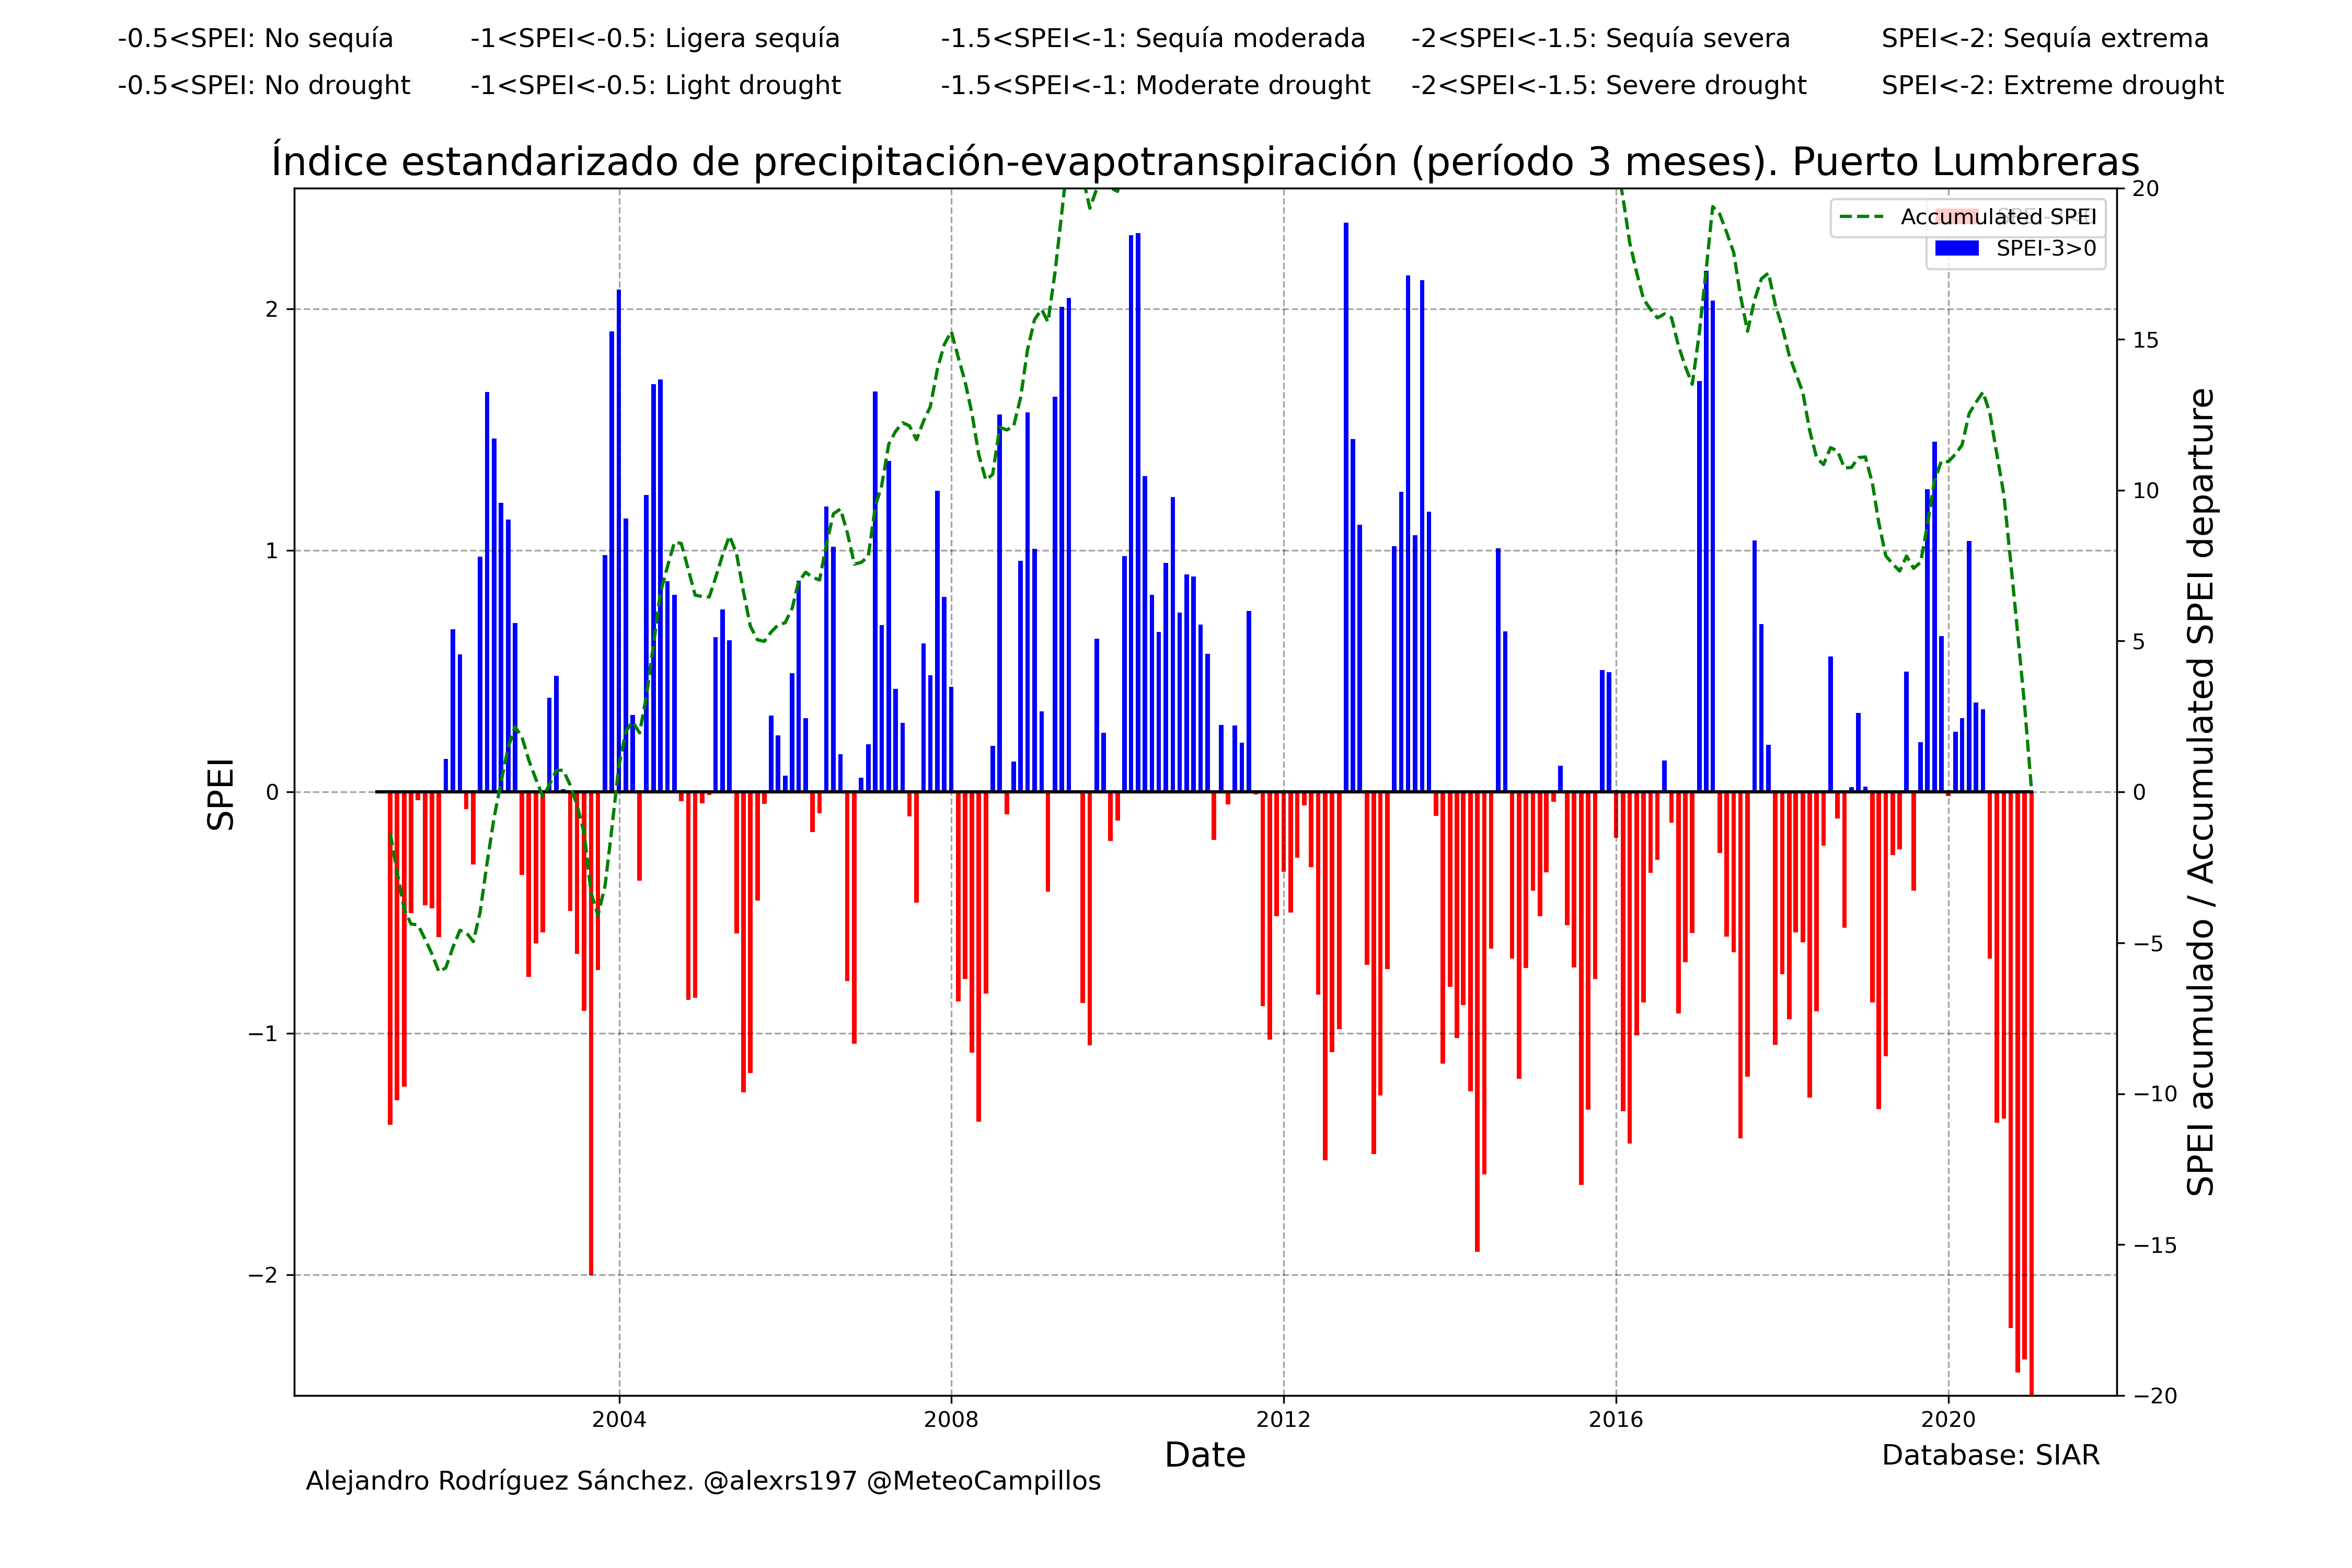 -0.5<SPEI: No sequía -1<SPEI<-0.5: Ligera sequía -1.5<SPEI<-1: Sequía moderada -2<SPEI<-1.5: Sequía severa SPEI<-2: Sequía extrema
-0.5<SPEI: No drought -1<SPEI<-0.5: Light drought -1.5<SPEI<-1: Moderate drought -2<SPEI<-1.5: Severe drought SPEI<-2: Extreme drought
Índice estandarizado de precipitación-evapotranspiración (período 3 meses). Puerto Lumbreras
Accumulated SPEI
SPEI-3>0
SPEI
2
1
0
−1
−2
20
15
10
5
0
−5
−10
−15
−20
SPEI acumulado / Accumulated SPEI departure
2004 2008 2012 2016 2020
Date
Database: SIAR
Alejandro Rodríguez Sánchez. @alexrs197 @MeteoCampillos